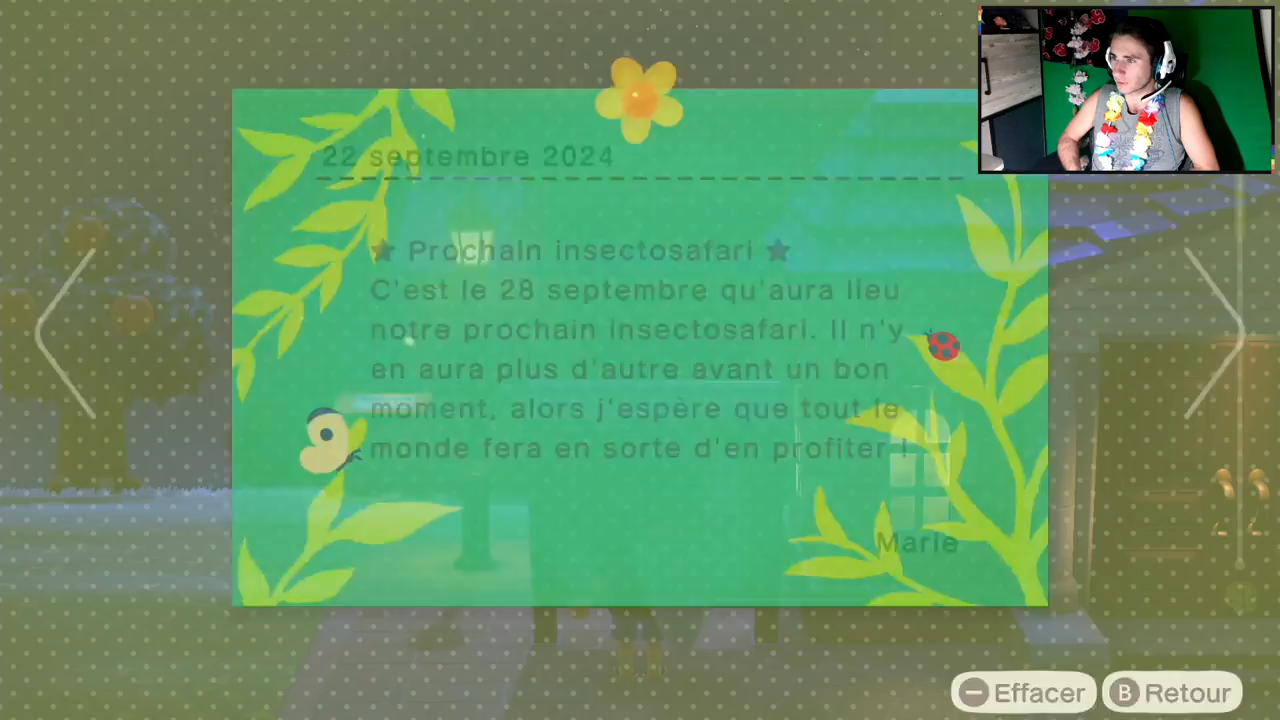 22 septembre 2024
★ Prochain insectosafari ★
C'est le 28 septembre qu'aura lieu
notre prochain insectosafari. Il n'y
en aura plus d'autre avant un bon
moment, alors j'espère que tout le
monde fera en sorte d'en profiter !
Marie
Effacer
B Retour